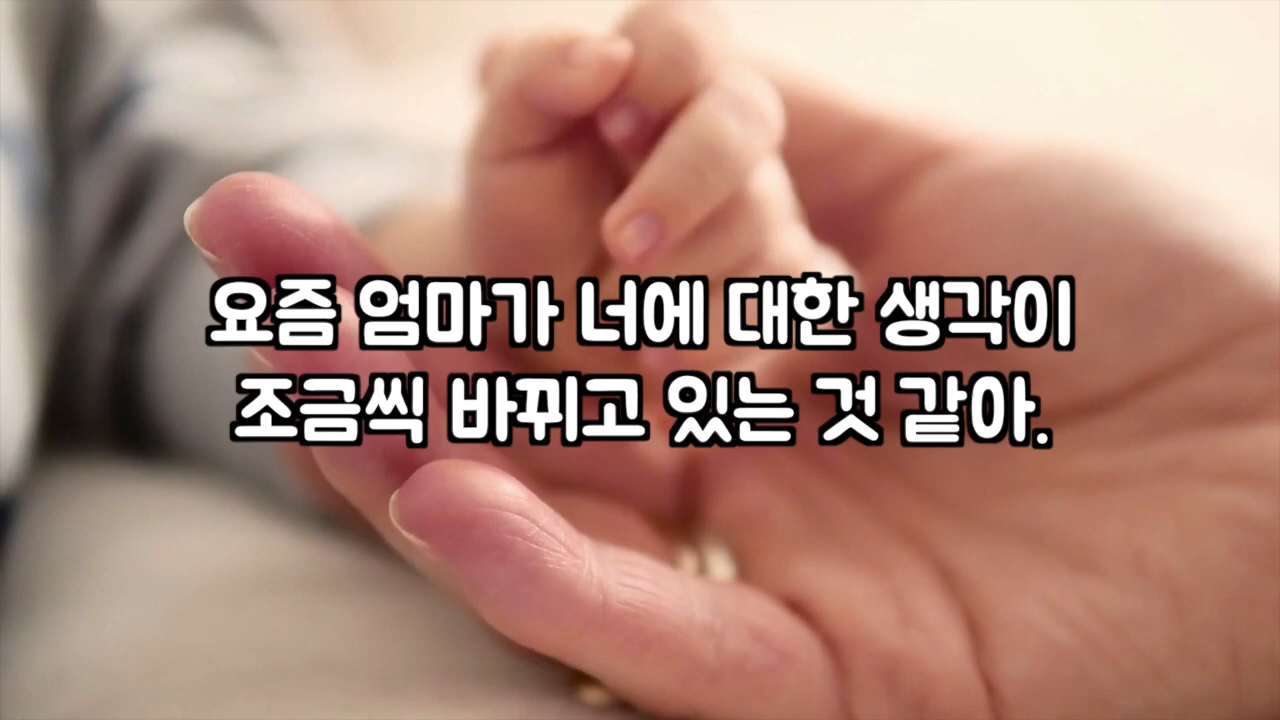 요즘 엄마가 너에 대한 생각이
조금씩 바뀌고 있는 것 같아.